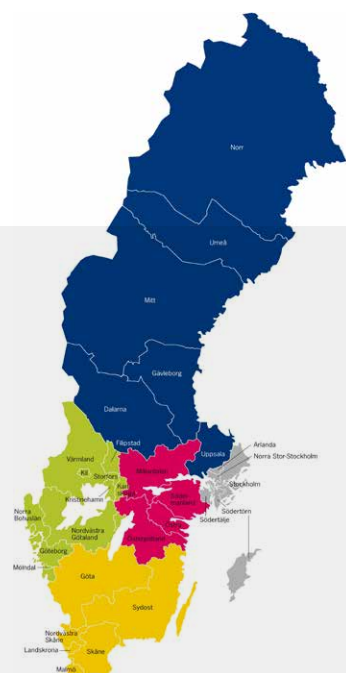 Norr
Umeå
Mitt
Gävleborg
Dalarna
Filipstad
Uppsala
Arlanda
Norra Stor-Stockholm
Stockholm
Värmland
Kil
Storfors
Kristinehamn
Mälardalen
Södertörn
Södertälje
Norra
Bohuslän
Nordvästra
Götaland
Göteborg
Östergötland
Mölndal
Göta
Sydost
Nordvästra
Skåne
Landskrona
Skåne
Malmö